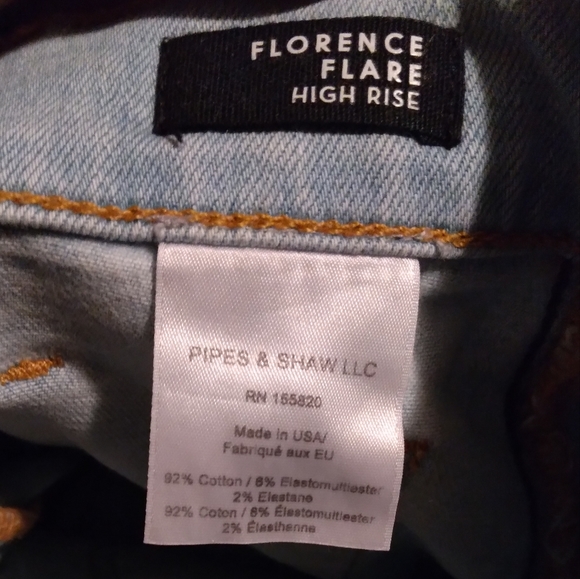 FLORENCE
FLARE
HIGH RISE
PIPES & SHAW LLC
RN 155820
Made in USA/
Fabriqué aux EU
92% Cotton / 6% Elastomultiester
2% Elastane
92% Coton / 6% Élastomultiester
2% Élasthanne